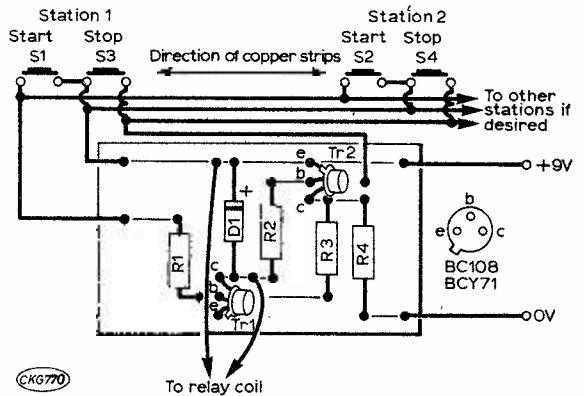 Station 1
Station 2
Start
Stop
Start
Stop
S1
S3
Direction of copper strips
S2
S4
To other
stations if
desired
e
Tr2
+9V
b
c
D1
+
R2
b
e
c
R1
R3
R4
BC108
BCY71
c
b
e
Tr1
0V
CKG770
To relay coil